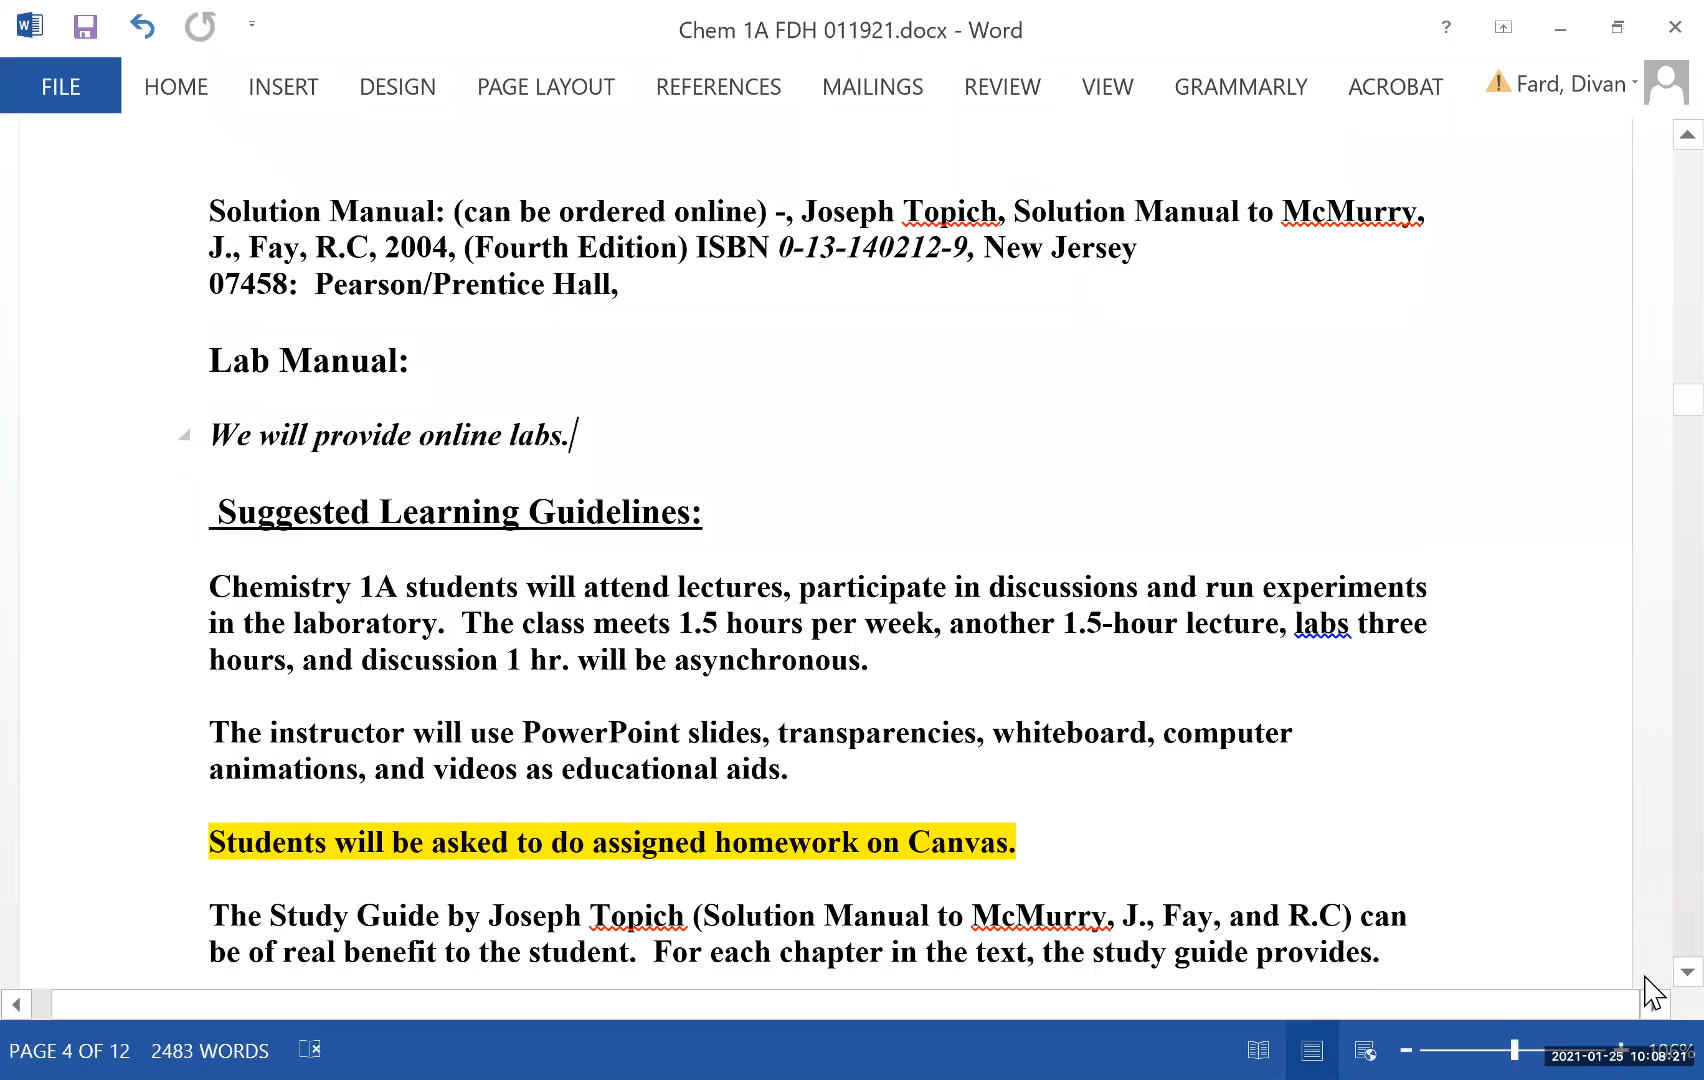 Chem 1A FDH 011921.docx - Word
?
FILE HOME INSERT DESIGN PAGE LAYOUT REFERENCES MAILINGS REVIEW VIEW GRAMMARLY ACROBAT Fard, Divan
Solution Manual: (can be ordered online) -, Joseph Topich, Solution Manual to McMurry,
J., Fay, R.C, 2004, (Fourth Edition) ISBN 0-13-140212-9, New Jersey
07458: Pearson/Prentice Hall,
Lab Manual:
We will provide online labs.
Suggested Learning Guidelines:
Chemistry 1A students will attend lectures, participate in discussions and run experiments
in the laboratory. The class meets 1.5 hours per week, another 1.5-hour lecture, labs three
hours, and discussion 1 hr. will be asynchronous.
The instructor will use PowerPoint slides, transparencies, whiteboard, computer
animations, and videos as educational aids.
Students will be asked to do assigned homework on Canvas.
The Study Guide by Joseph Topich (Solution Manual to McMurry, J., Fay, and R.C) can
be of real benefit to the student. For each chapter in the text, the study guide provides.
PAGE 4 OF 12 2483 WORDS
2021-01-25 10:08:21